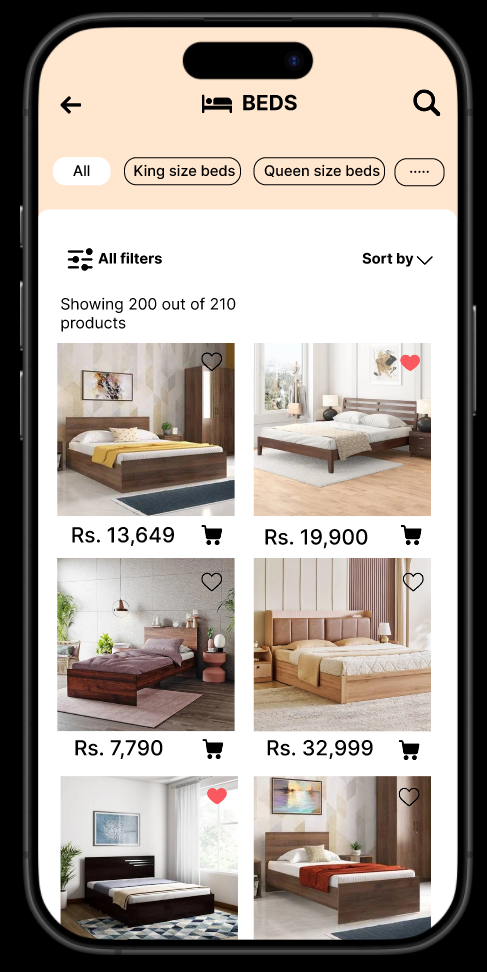 BEDS
All
King size beds
Queen size beds
.....
All filters
Sort by
Showing 200 out of 210
products
Rs. 13,649
Rs. 19,900
Rs. 7,790
Rs. 32,999